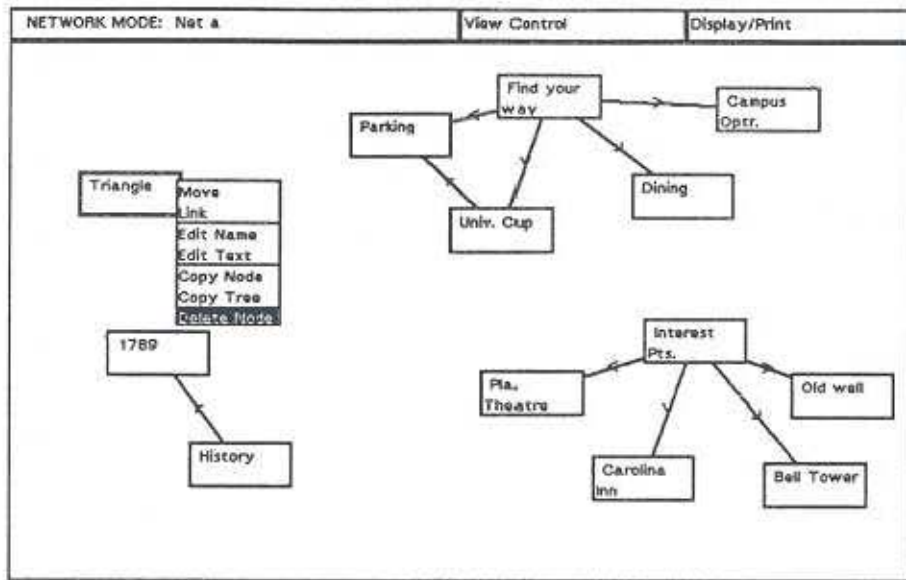 NETWORK MODE: Net a
View Control
Display/Print
Find your
way
Campus
Optr.
Parking
Triangle
Move
Link
Edit Name
Edit Text
Copy Node
Copy Tree
Delete Node
Dining
Univ. Cup
1789
Interest
Pts.
Pla.
Theatre
Old well
History
Carolina
Inn
Bell Tower